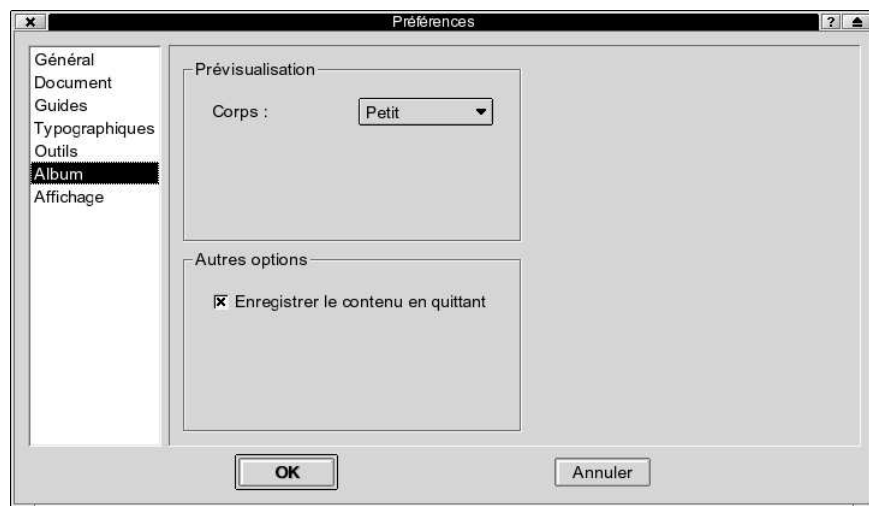 Préférences
?
Général
Document
Guides
Typographiques
Outils
Album
Affichage
Prévisualisation
Corps :
Petit
Autres options
Enregistrer le contenu en quittant
OK
Annuler